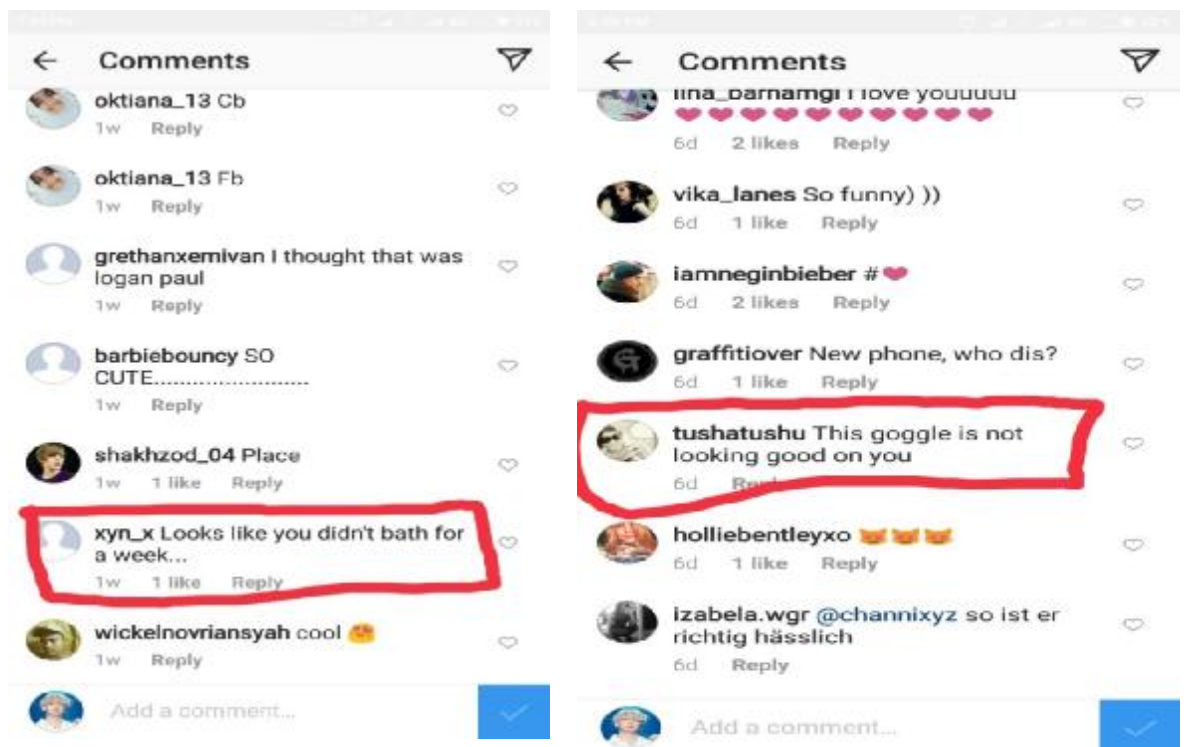 Comments
oktiana_13 Cb
1w Reply
oktiana_13 Fb
1w Reply
grethanxemivan I thought that was
logan paul
1w Reply
barbiebouncy SO
CUTE........................
1w Reply
shakhzod_04 Place
1w 1 like Reply
xyn_x Looks like you didn't bath for
a week...
1w 1 like Reply
wickelnovriansyah cool 😍
1w Reply
Add a comment...
Comments
lina_barnamgi I love youuuuu
❤❤❤❤❤❤❤❤❤❤
6d 2 likes Reply
vika_lanes So funny) ))
6d 1 like Reply
iamneginbieber #❤
6d 2 likes Reply
graffitiover New phone, who dis?
6d 1 like Reply
tushatushu This goggle is not
looking good on you
6d Reply
holliebentleyxo 😻😻😻
6d 1 like Reply
izabela.wgr @channixyz so ist er
richtig hässlich
6d Reply
Add a comment...